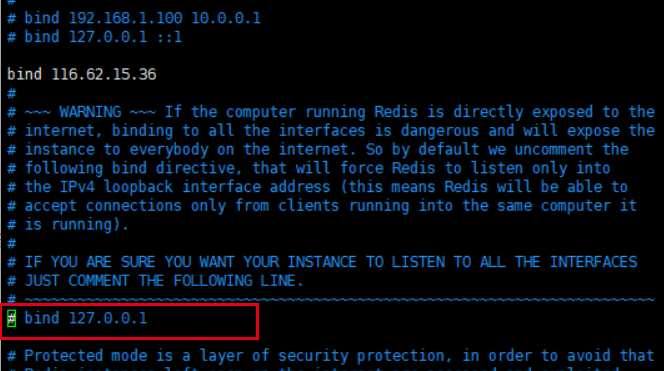 #
# bind 192.168.1.100 10.0.0.1
# bind 127.0.0.1 ::1
bind 116.62.15.36
#
# ~~~ WARNING ~~~ If the computer running Redis is directly exposed to the
# internet, binding to all the interfaces is dangerous and will expose the
# instance to everybody on the internet. So by default we uncomment the
# following bind directive, that will force Redis to listen only into
# the IPv4 loopback interface address (this means Redis will be able to
# accept connections only from clients running into the same computer it
# is running).
#
# IF YOU ARE SURE YOU WANT YOUR INSTANCE TO LISTEN TO ALL THE INTERFACES
# JUST COMMENT THE FOLLOWING LINE.
# ~~~~~~~~~~~~~~~~~~~~~~~~~~~~~~~~~~~~~~~~~~~~~~~~~~~~~~~~~~~~~~~~~~~~~~~~
# bind 127.0.0.1
# Protected mode is a layer of security protection, in order to avoid that